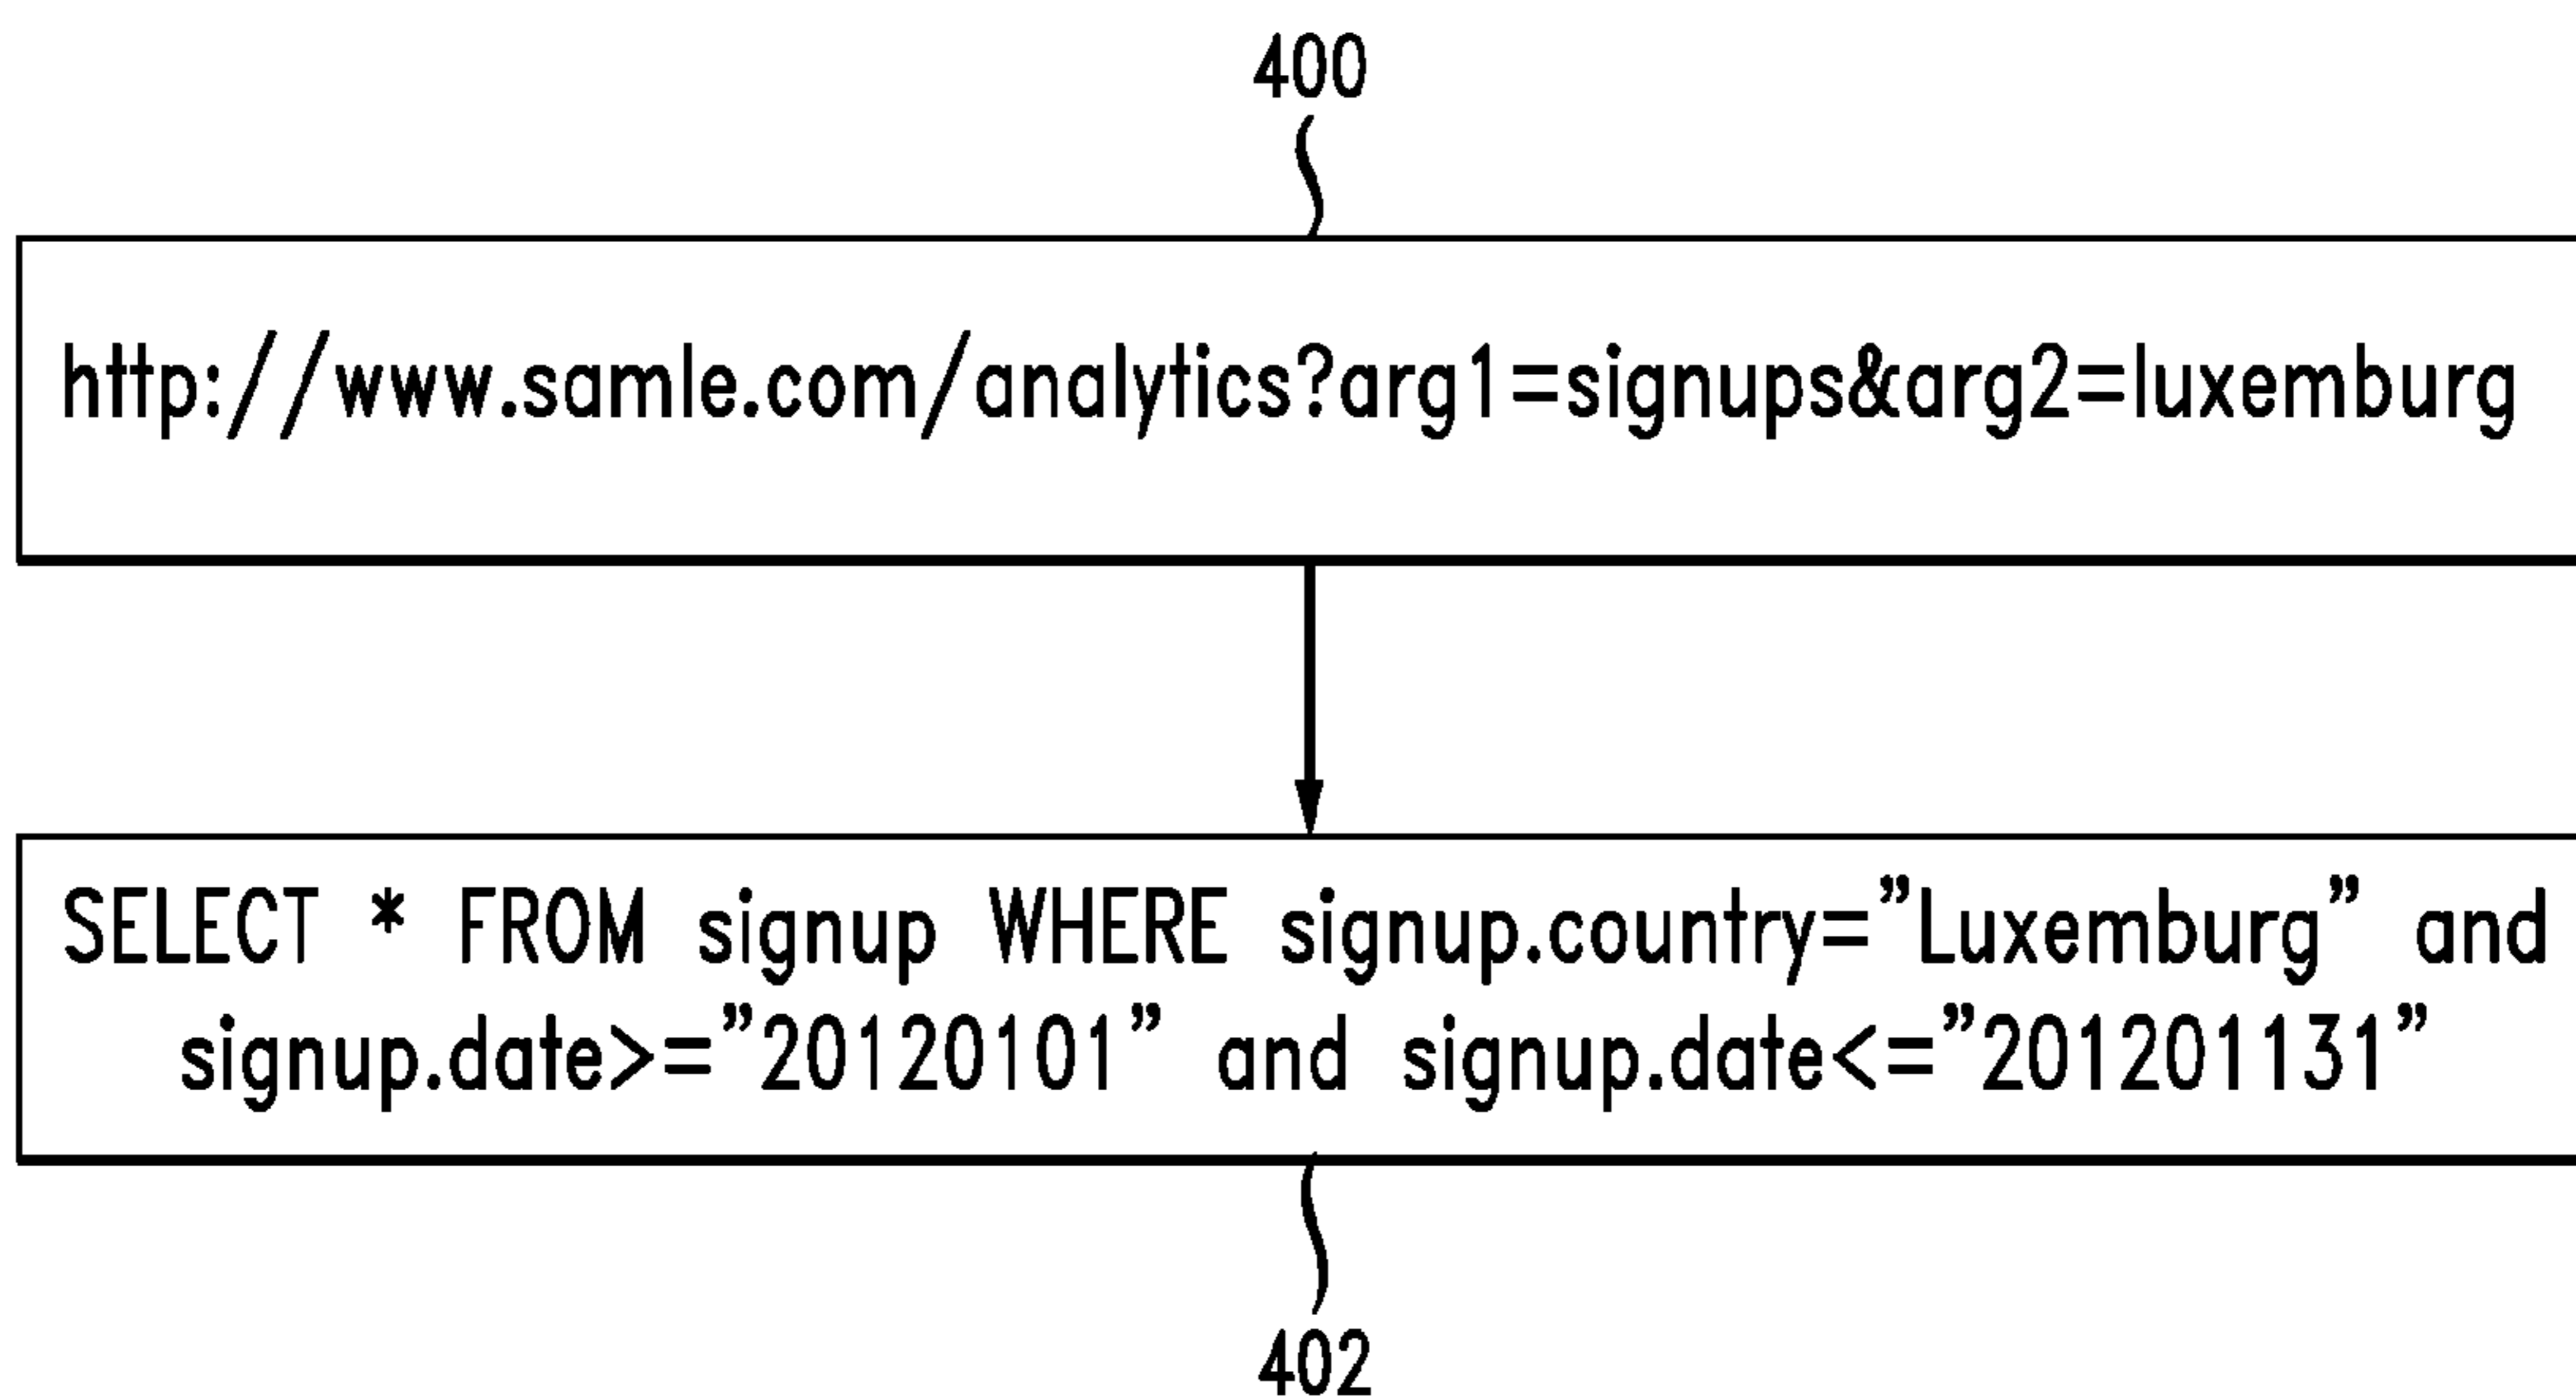 400
http://www.samle.com/analytics?arg1=signups&arg2=luxemburg
SELECT * FROM signup WHERE signup.country=”Luxemburg” and
signup.date>=”20120101” and signup.date<=”201201131”
402